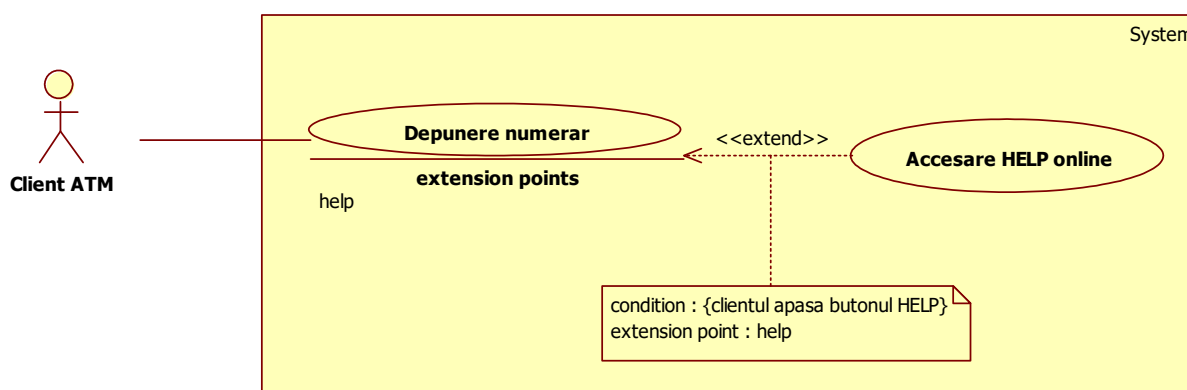 System
Depunere numerar
<<extend>>
Accesare HELP online
Client ATM
extension points
help
condition : {clientul apasa butonul HELP}
extension point : help